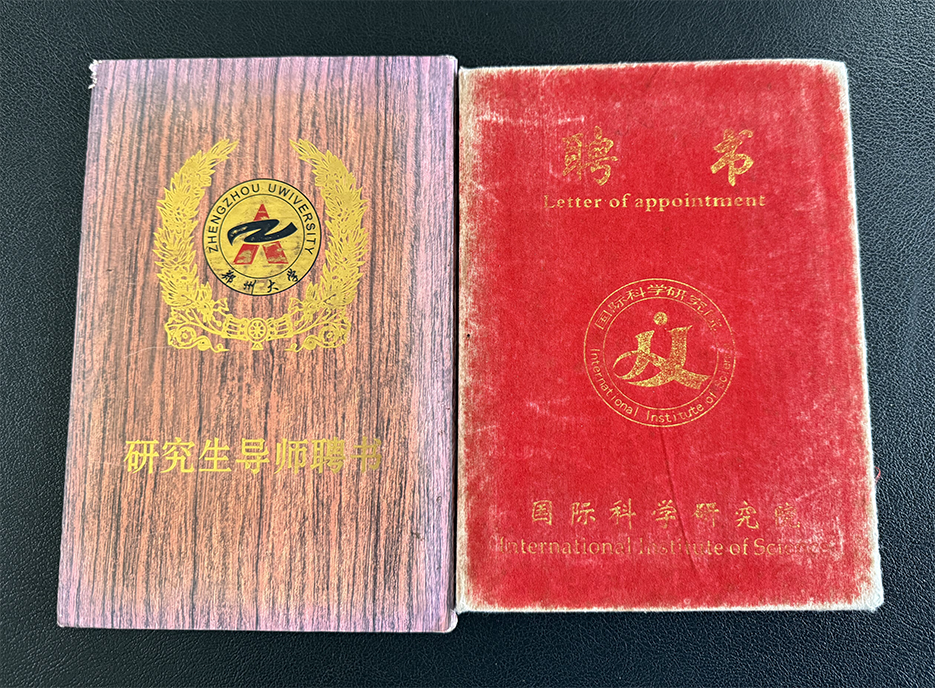 ZHENGZHOU UWIVERSITY
郑州大学
研究生导师聘书
聘书
Letter of appointment
国际科学研究院
International Institute of Scien
国际科学研究院
International Institute of Science